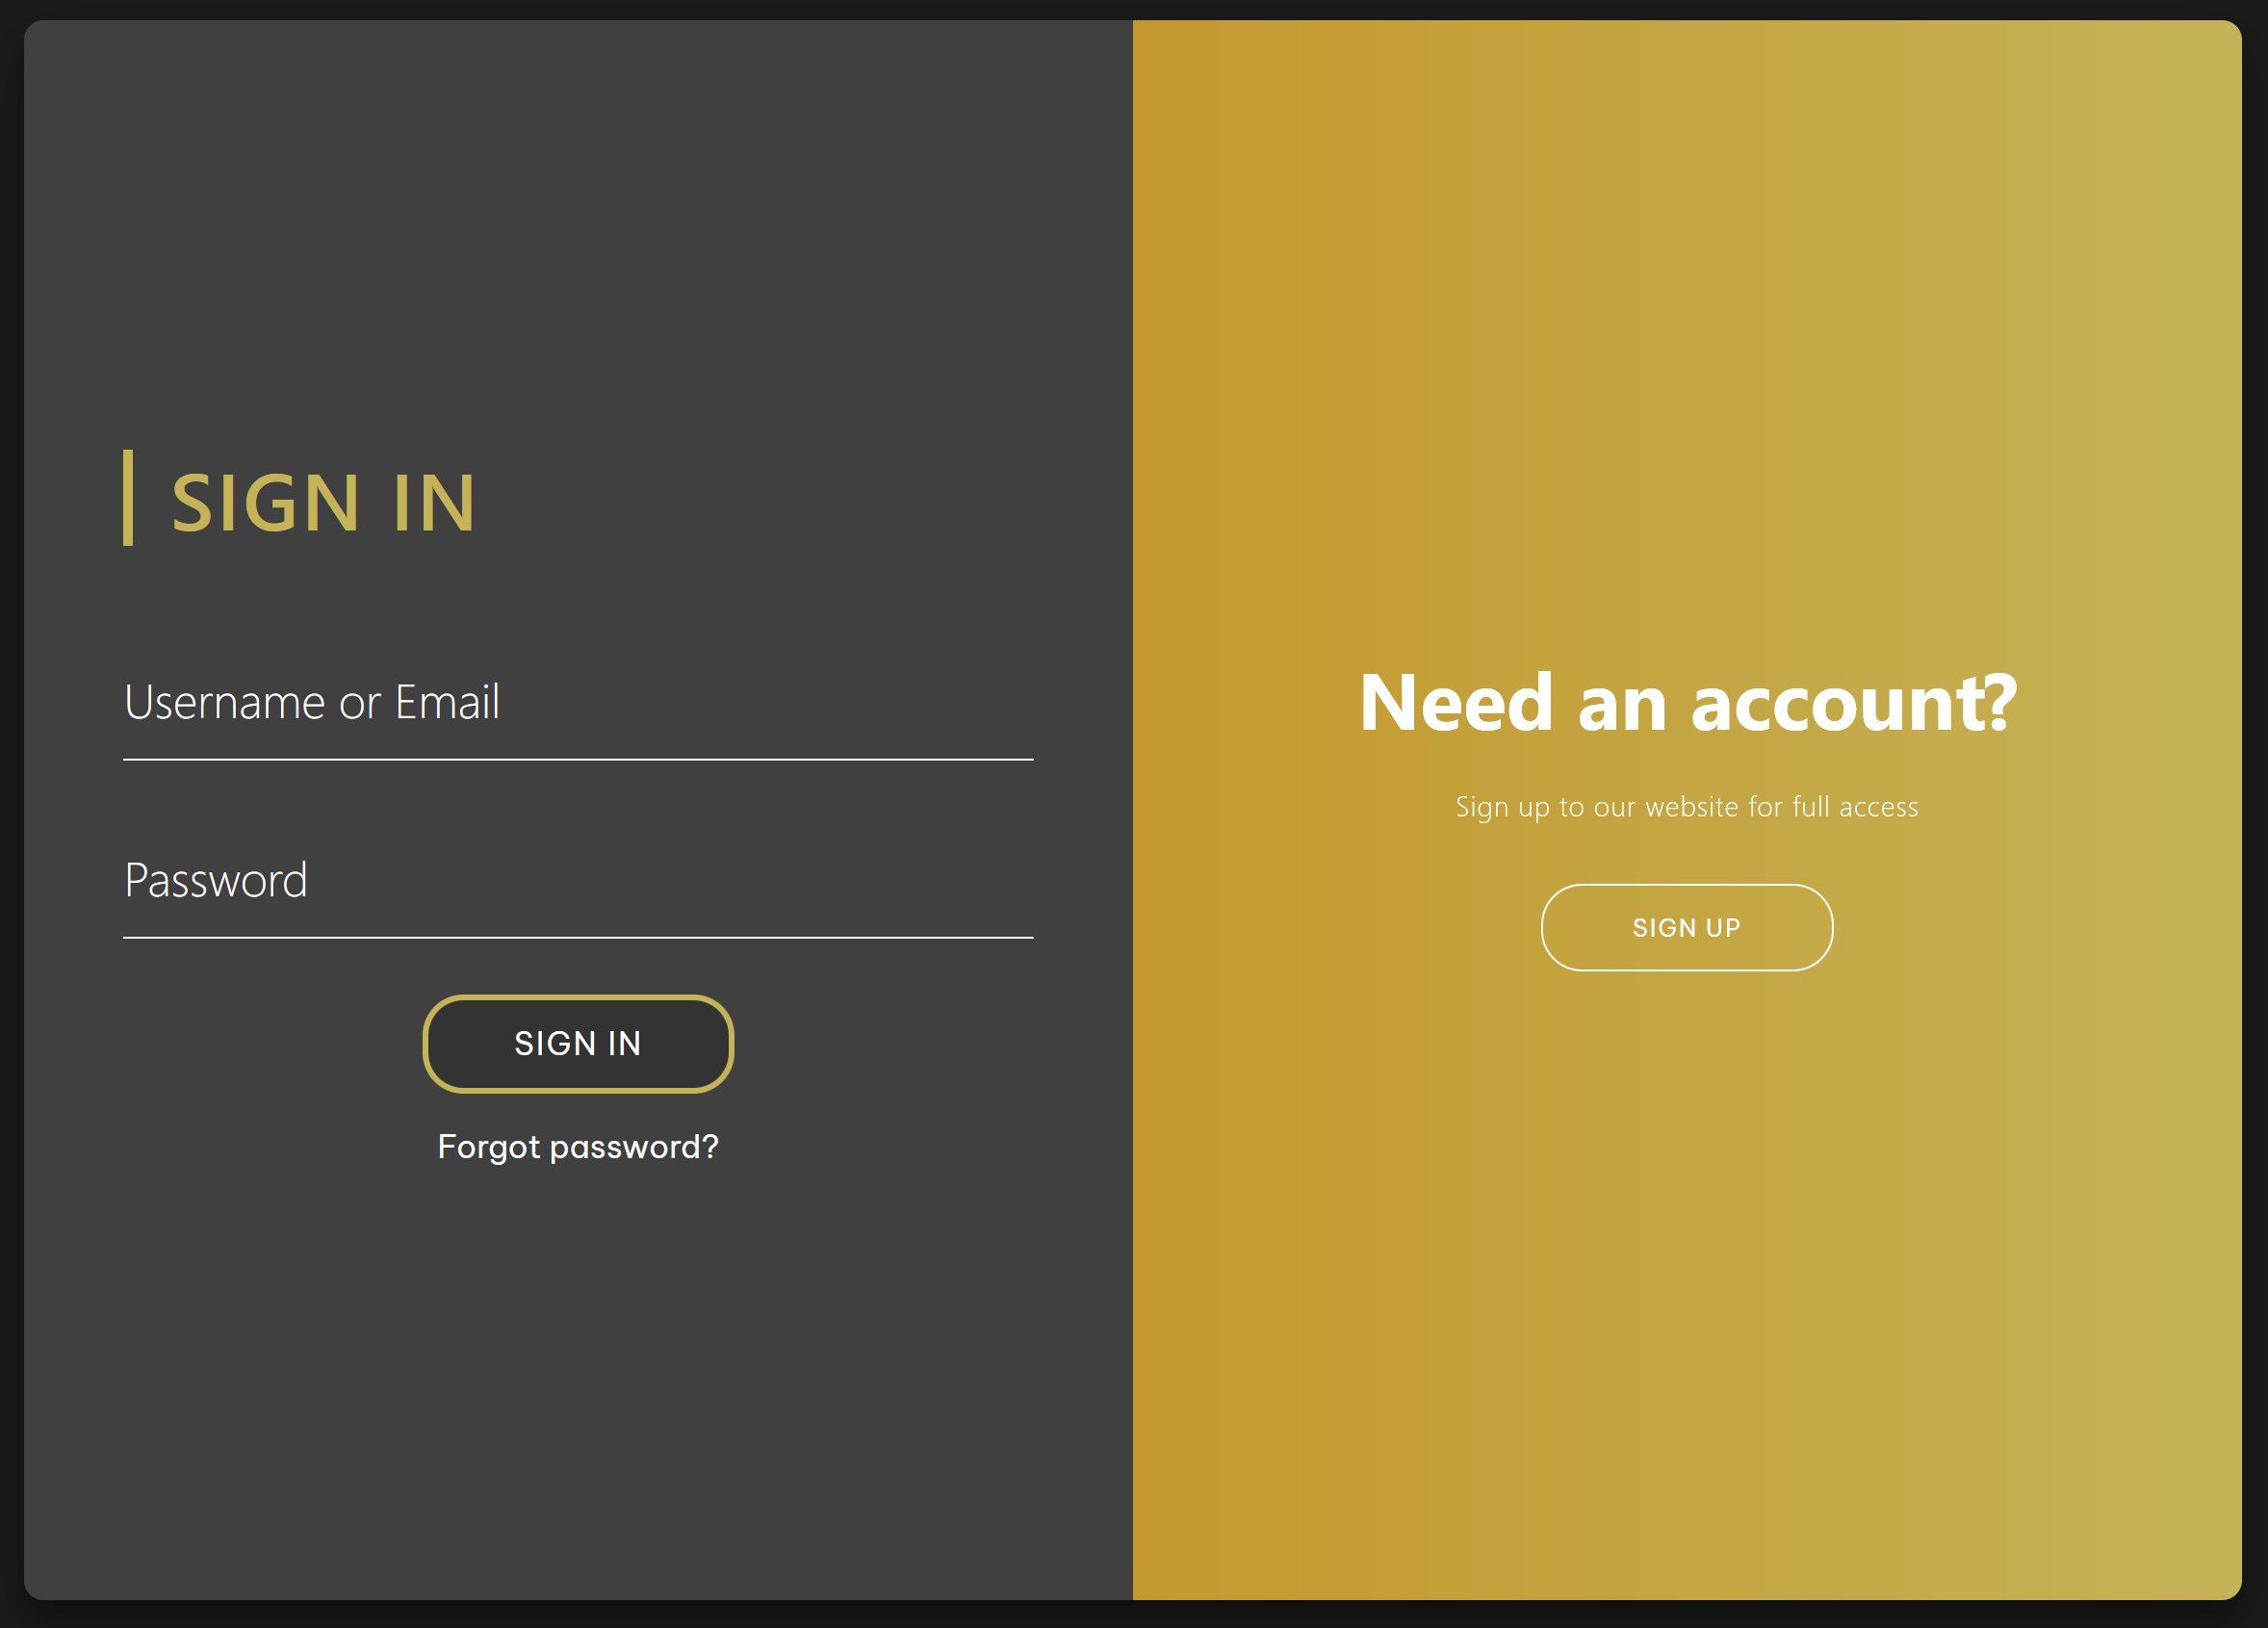 SIGN IN
Username or Email
Password
SIGN IN
Forgot password?
Need an account?
Sign up to our website for full access
SIGN UP